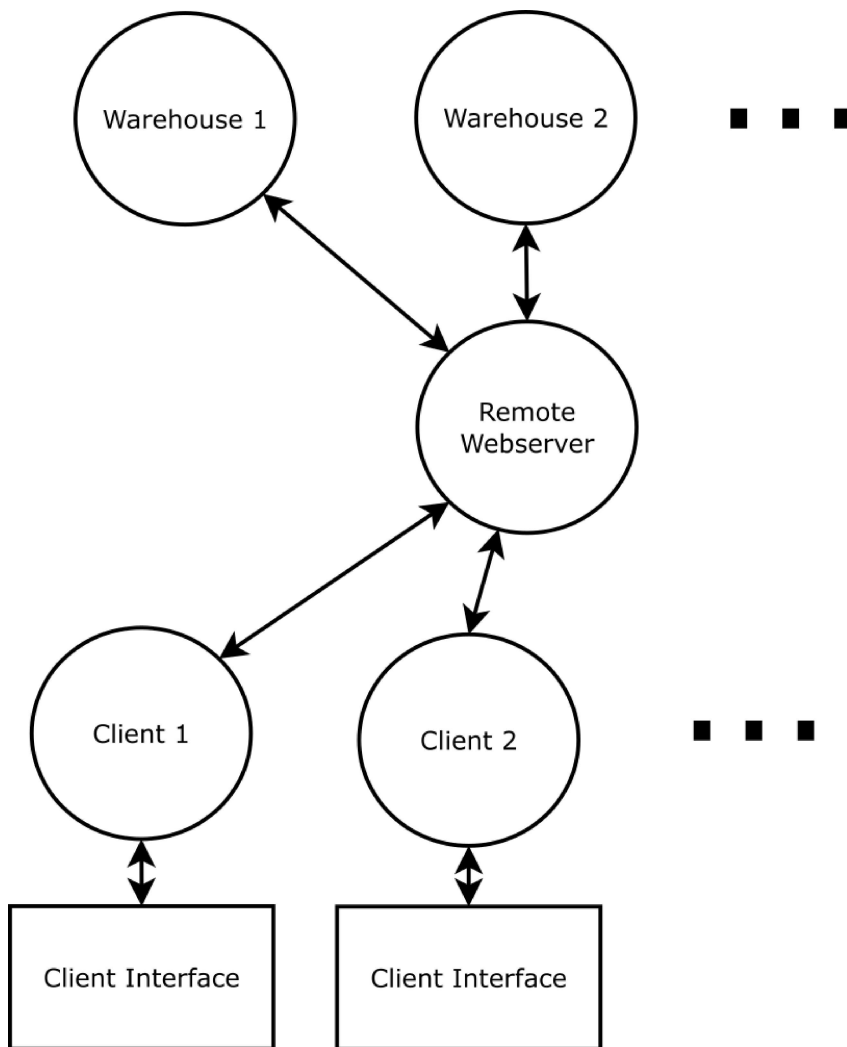 Warehouse 1
Warehouse 2
Remote
Webserver
Client 1
Client 2
Client Interface
Client Interface